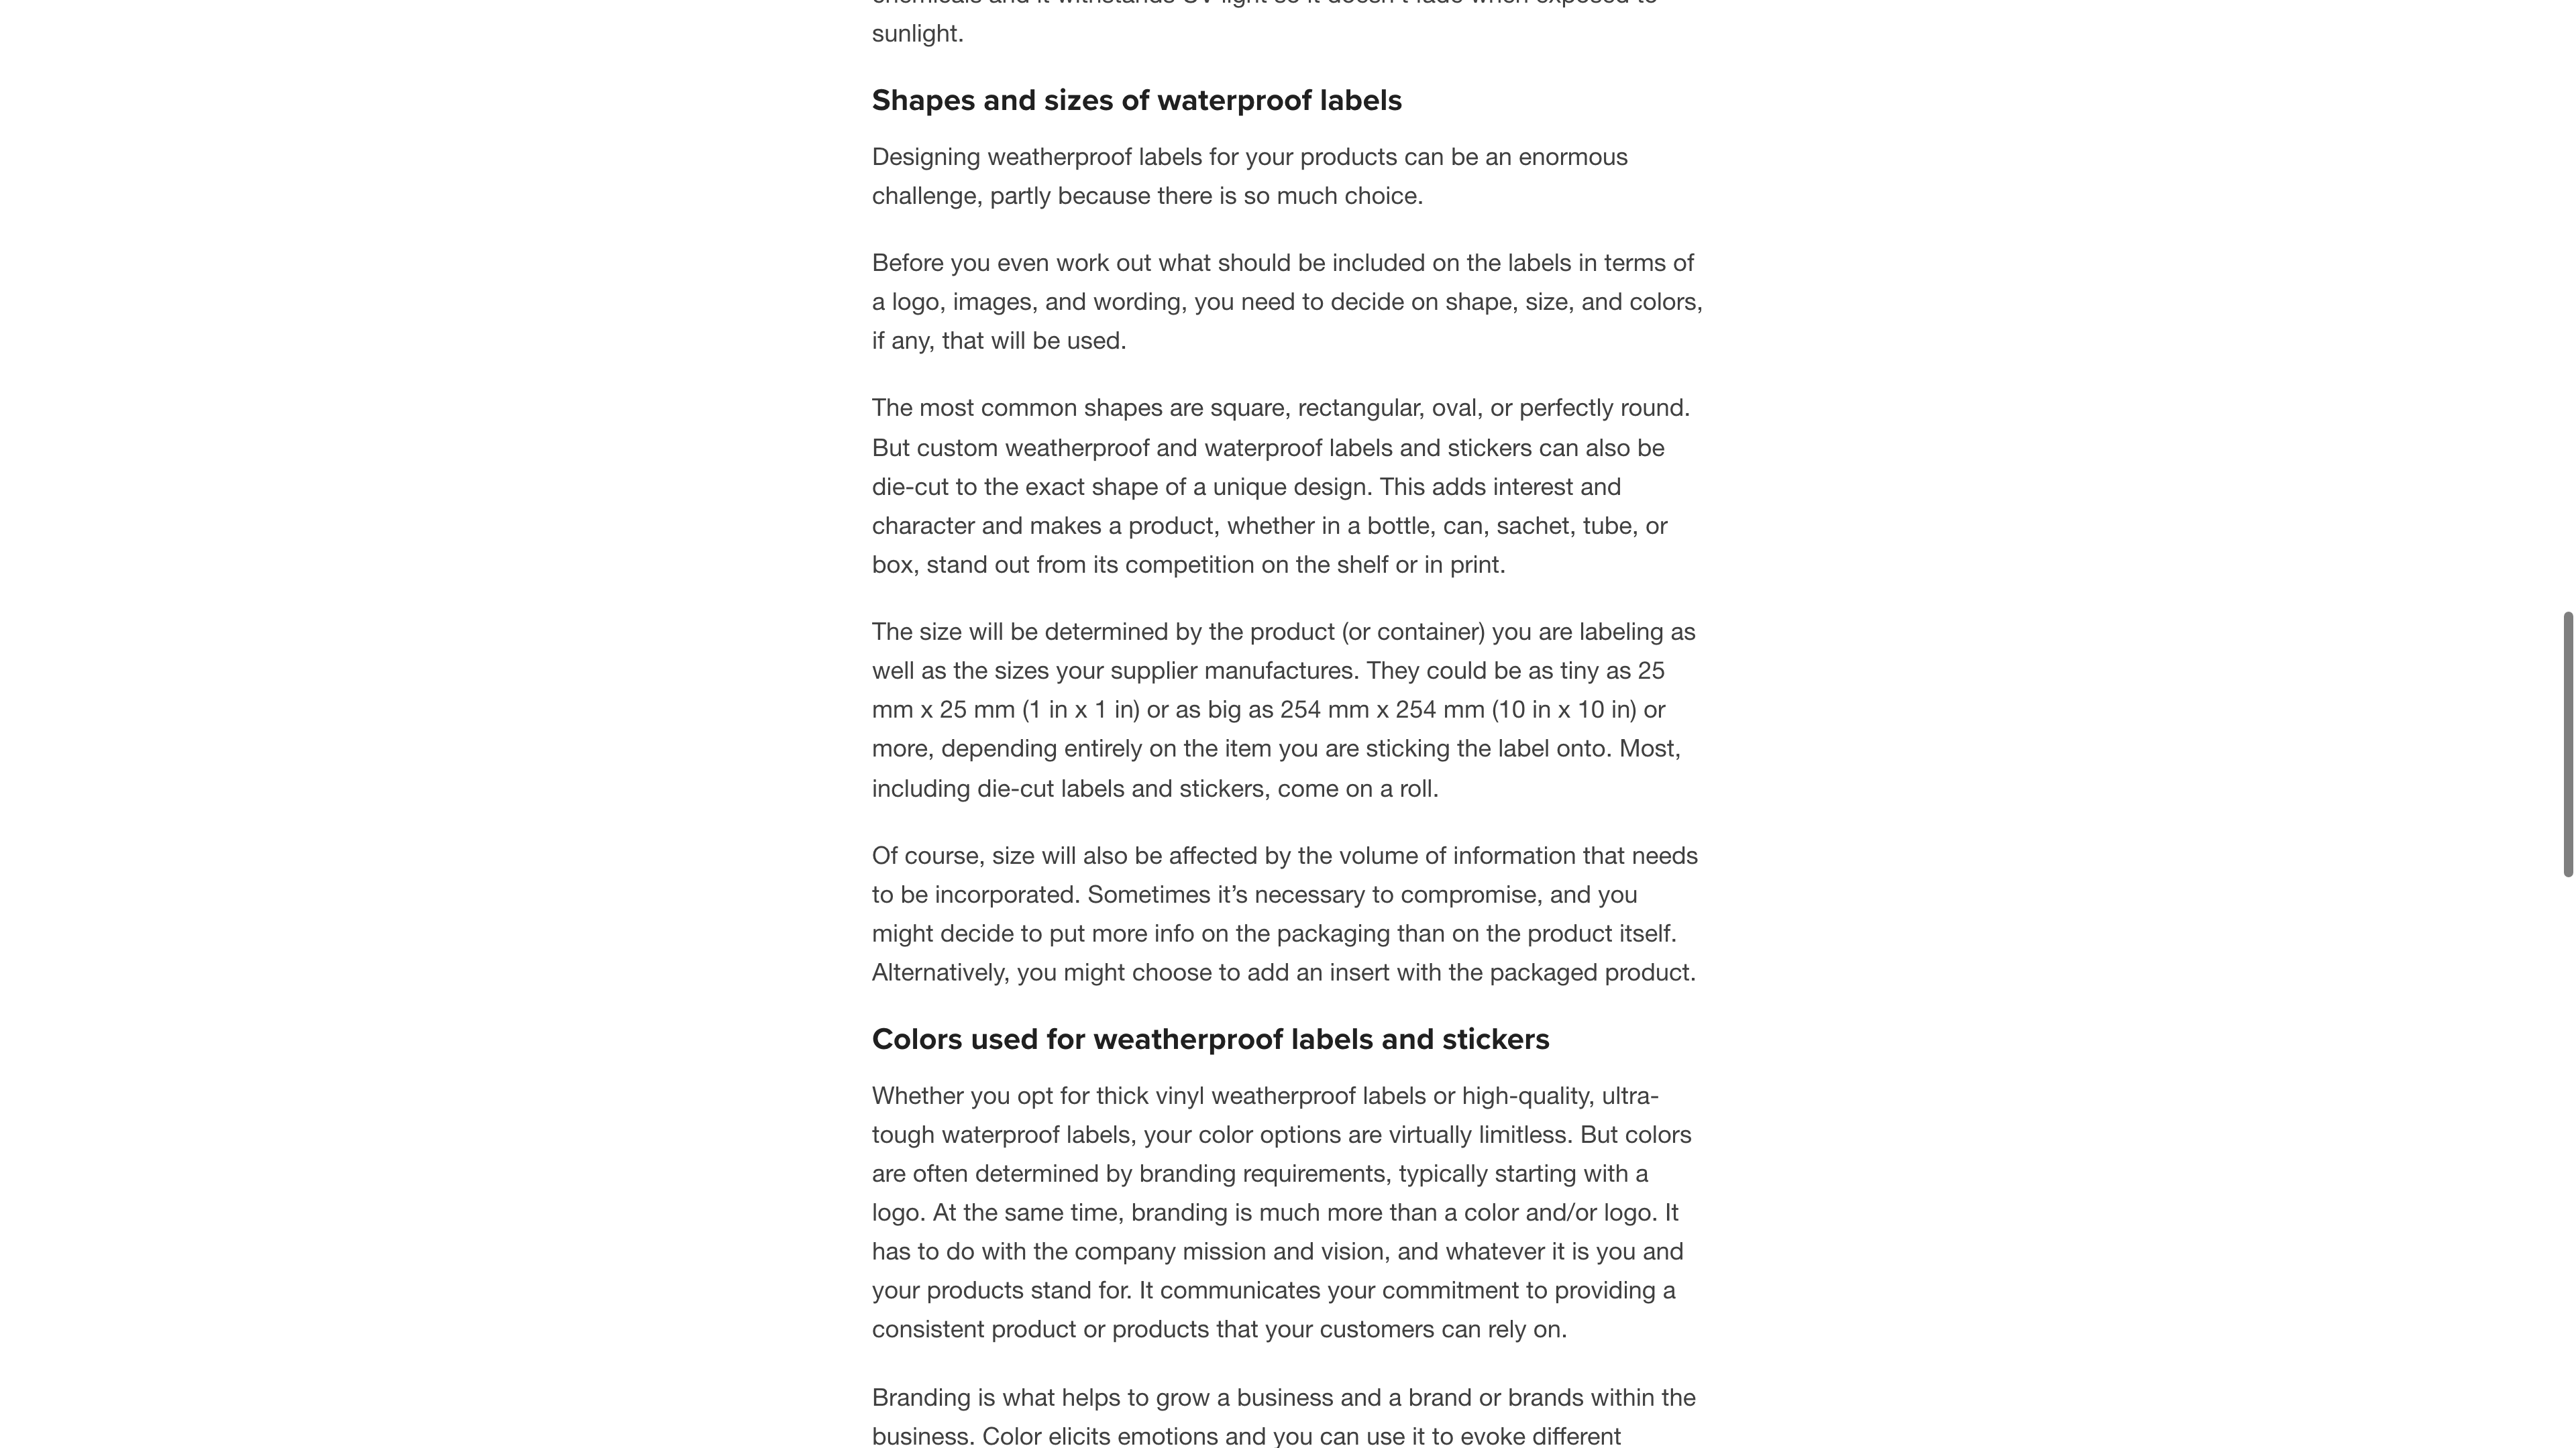 sunlight.
Shapes and sizes of waterproof labels
Designing weatherproof labels for your products can be an enormous
challenge, partly because there is so much choice.
Before you even work out what should be included on the labels in terms of
a logo, images, and wording, you need to decide on shape, size, and colors,
if any, that will be used.
The most common shapes are square, rectangular, oval, or perfectly round.
But custom weatherproof and waterproof labels and stickers can also be
die-cut to the exact shape of a unique design. This adds interest and
character and makes a product, whether in a bottle, can, sachet, tube, or
box, stand out from its competition on the shelf or in print.
The size will be determined by the product (or container) you are labeling as
well as the sizes your supplier manufactures. They could be as tiny as 25
mm x 25 mm (1 in x 1 in) or as big as 254 mm x 254 mm (10 in x 10 in) or
more, depending entirely on the item you are sticking the label onto. Most,
including die-cut labels and stickers, come on a roll.
Of course, size will also be affected by the volume of information that needs
to be incorporated. Sometimes it’s necessary to compromise, and you
might decide to put more info on the packaging than on the product itself.
Alternatively, you might choose to add an insert with the packaged product.
Colors used for weatherproof labels and stickers
Whether you opt for thick vinyl weatherproof labels or high-quality, ultra-
tough waterproof labels, your color options are virtually limitless. But colors
are often determined by branding requirements, typically starting with a
logo. At the same time, branding is much more than a color and/or logo. It
has to do with the company mission and vision, and whatever it is you and
your products stand for. It communicates your commitment to providing a
consistent product or products that your customers can rely on.
Branding is what helps to grow a business and a brand or brands within the
business. Color elicits emotions and you can use it to evoke different